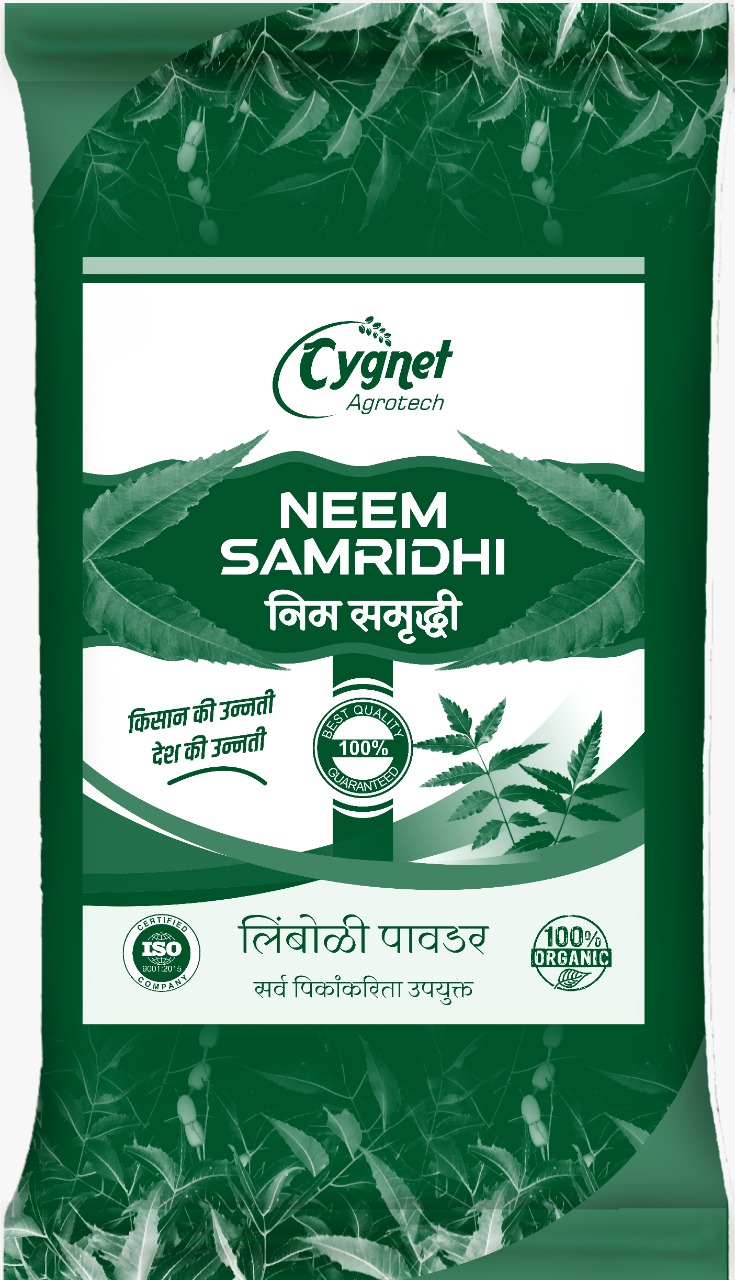 Cygnet
Agrotech
NEEM
SAMRIDHI
निम समृद्धी
किसान की उन्नती
देश की उन्नती
BEST QUALITY
100%
GUARANTEED
CERTIFIED
ISO
9001:2015
COMPANY
लिंबोळी पावडर
सर्व पिकांकरिता उपयुक्त
100%
ORGANIC